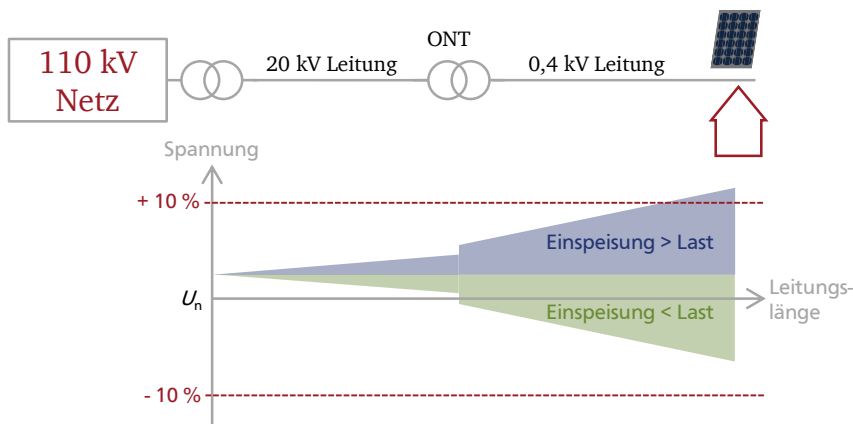 110 kV
Netz
20 kV Leitung
ONT
0,4 kV Leitung
Spannung
+ 10 %
Einspeisung > Last
Un
Einspeisung < Last
Leitungs-
länge
- 10 %